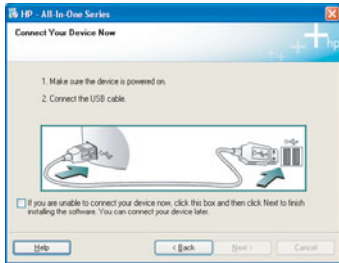 HP - All-In-One Series
Connect Your Device Now
hp
1. Make sure the device is powered on.
2. Connect the USB cable.
If you are unable to connect your device now, click this box and then click Next to finish
installing the software. You can connect your device later.
Help
< Back
Next >
Cancel